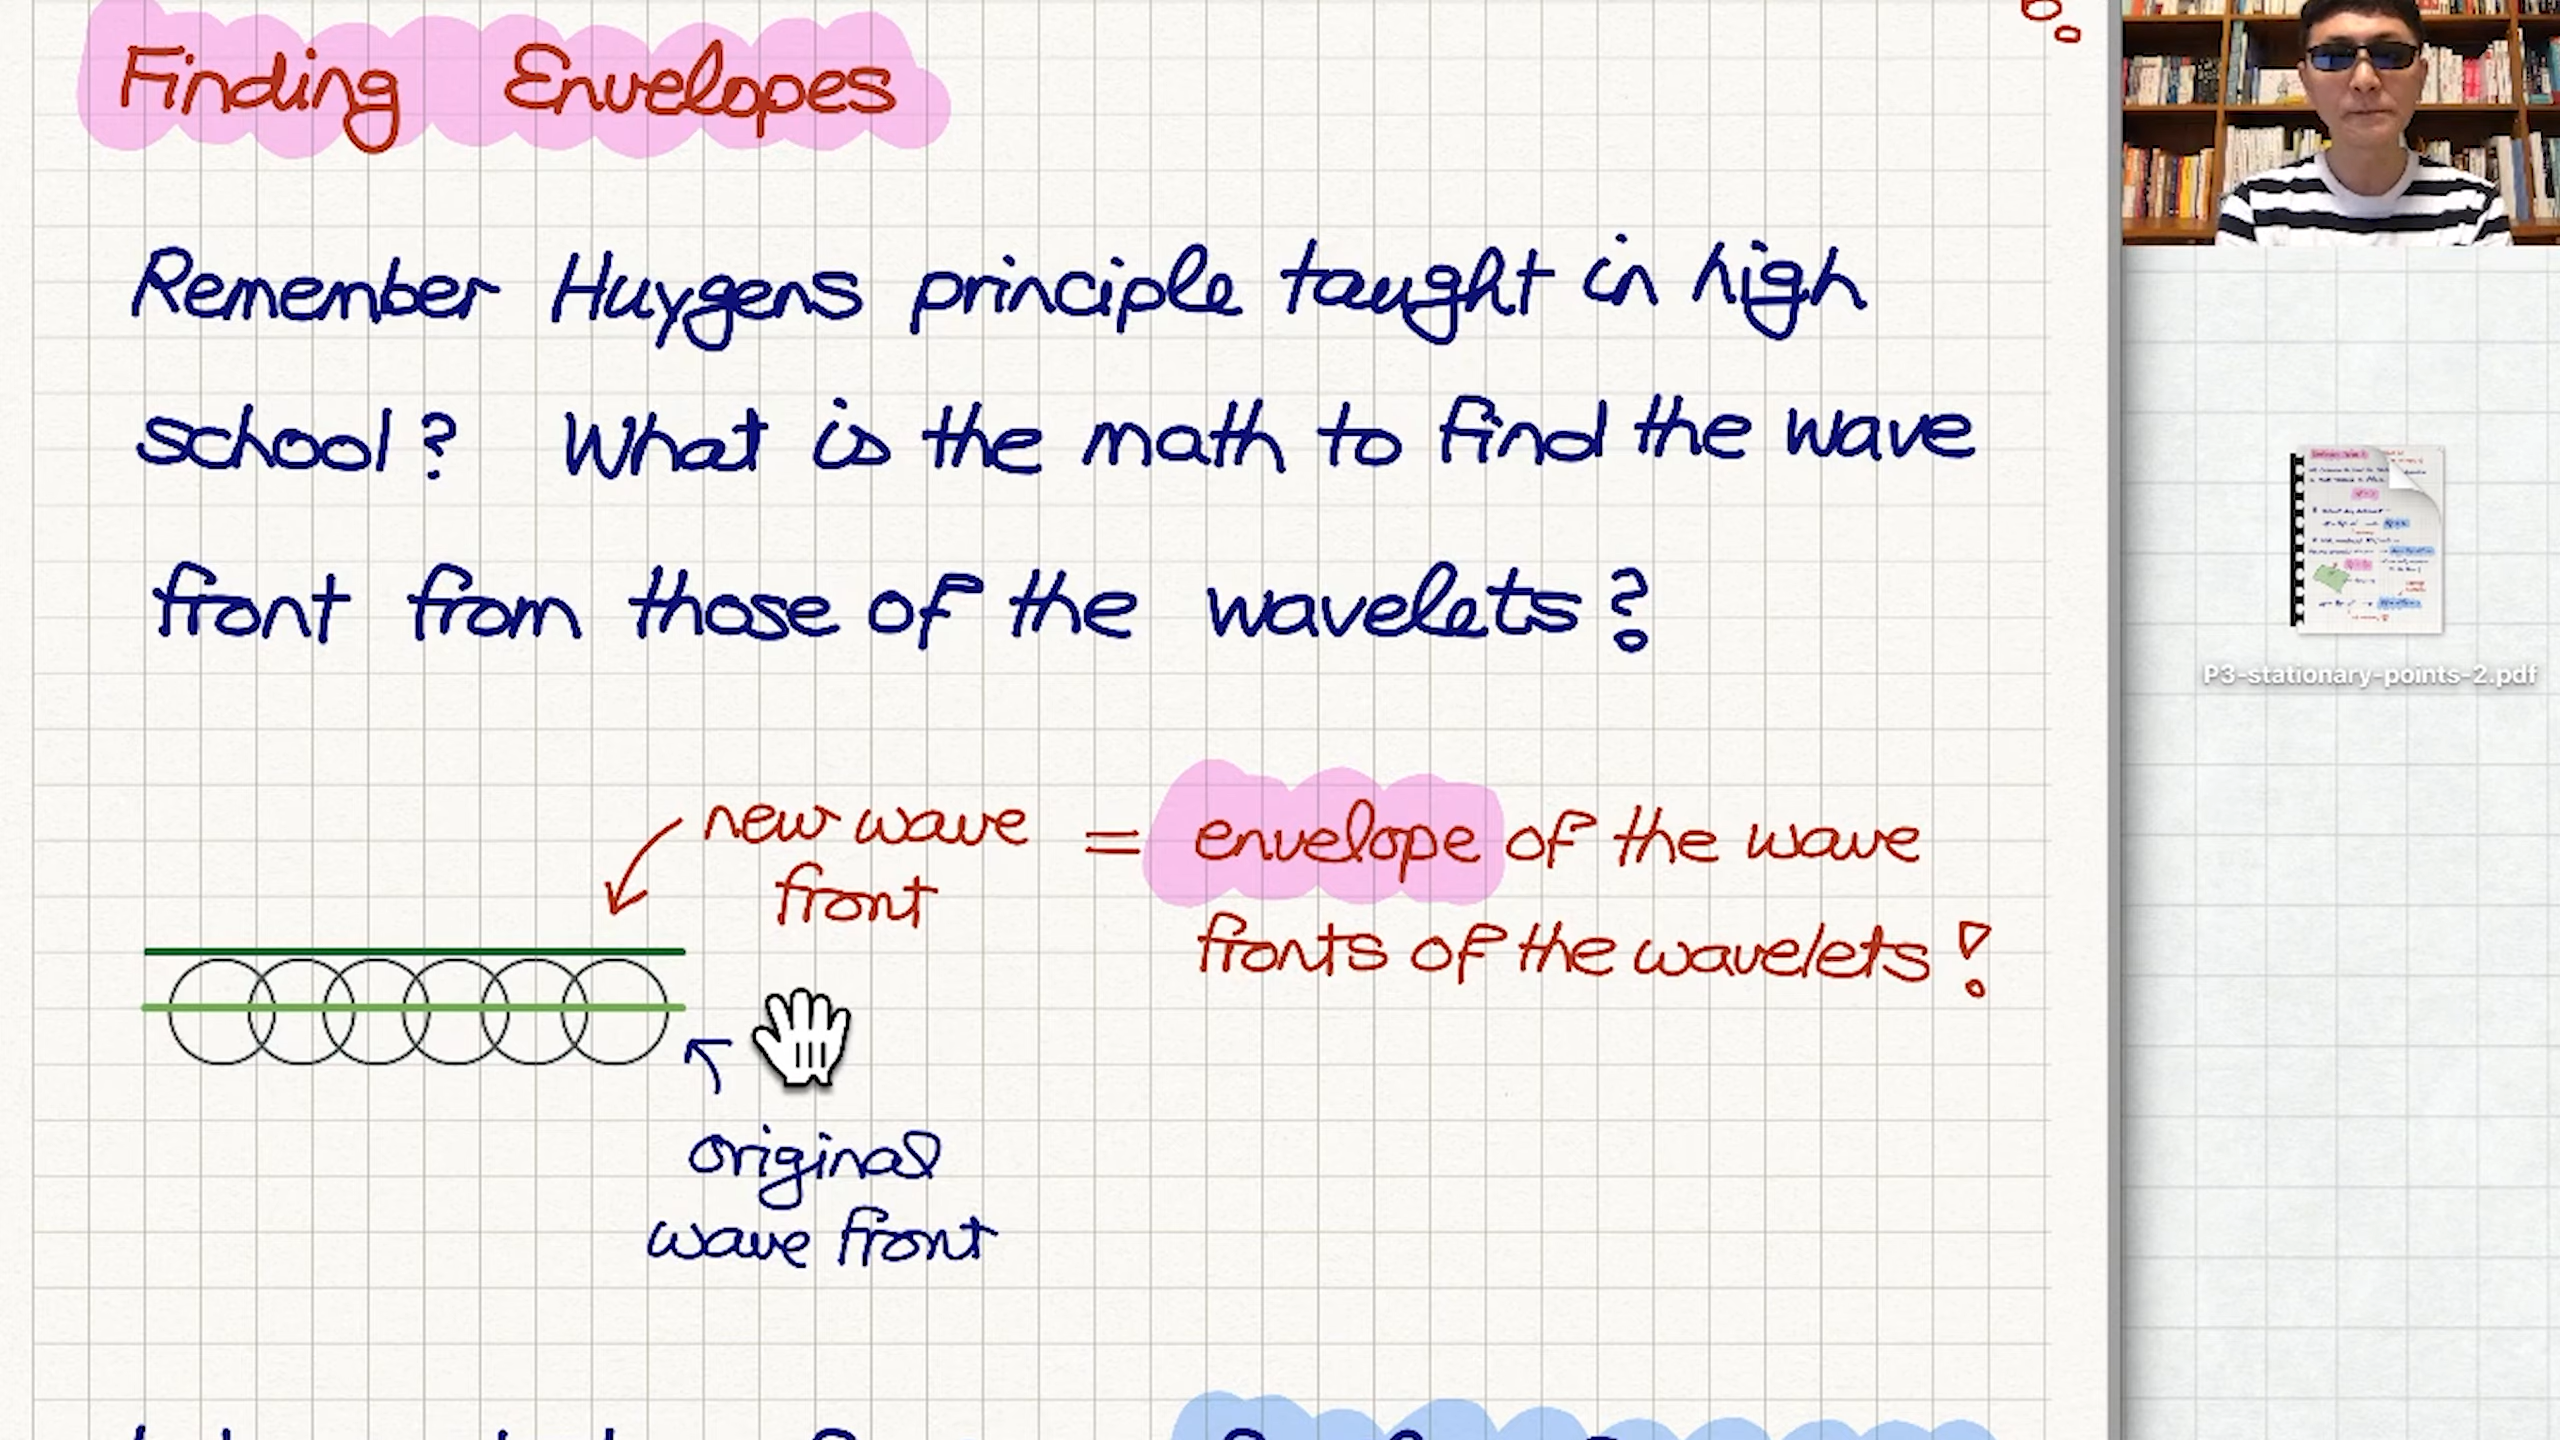 Finding Envelopes
Remember Huygens principle taught in high
school? What is the math to find the wave
front from those of the wavelets?
new wave
front
= envelope of the wave
fronts of the wavelets!
original
wave front
P3-stationary-points-2.pdf